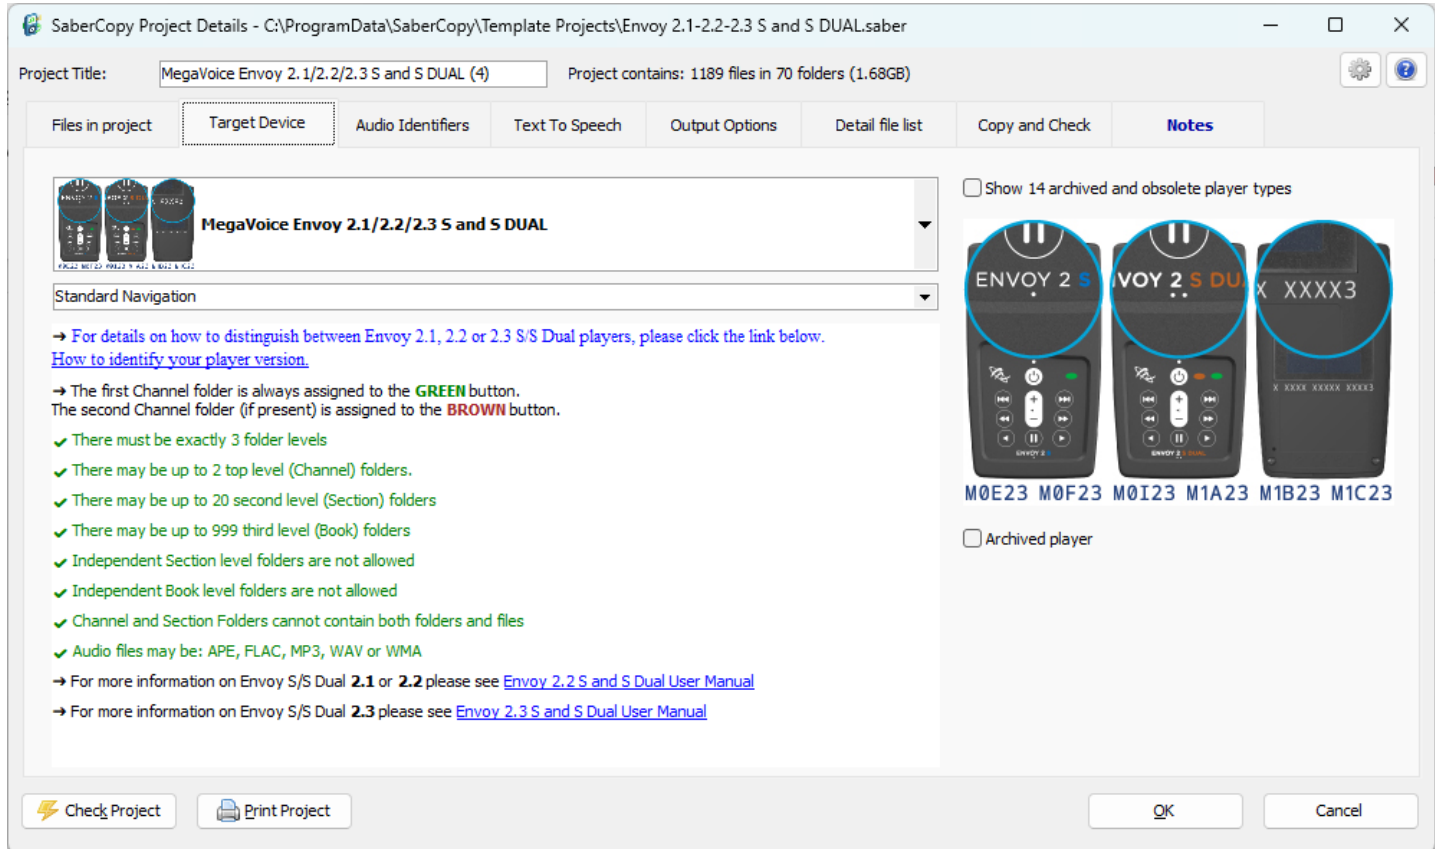 SaberCopy Project Details - C:\ProgramData\SaberCopy\Template Projects\Envoy 2.1-2.2-2.3 S and S DUAL.saber
Project Title: MegaVoice Envoy 2.1/2.2/2.3 S and S DUAL (4) Project contains: 1189 files in 70 folders (1.68GB)
Files in project Target Device Audio Identifiers Text To Speech Output Options Detail file list Copy and Check Notes
MegaVoice Envoy 2.1/2.2/2.3 S and S DUAL
Standard Navigation
→ For details on how to distinguish between Envoy 2.1, 2.2 or 2.3 S/S Dual players, please click the link below.
How to identify your player version.
→ The first Channel folder is always assigned to the GREEN button.
The second Channel folder (if present) is assigned to the BROWN button.
✓ There must be exactly 3 folder levels
✓ There may be up to 2 top level (Channel) folders.
✓ There may be up to 20 second level (Section) folders
✓ There may be up to 999 third level (Book) folders
✓ Independent Section level folders are not allowed
✓ Independent Book level folders are not allowed
✓ Channel and Section Folders cannot contain both folders and files
✓ Audio files may be: APE, FLAC, MP3, WAV or WMA
→ For more information on Envoy S/S Dual 2.1 or 2.2 please see Envoy 2.2 S and S Dual User Manual
→ For more information on Envoy S/S Dual 2.3 please see Envoy 2.3 S and S Dual User Manual
Show 14 archived and obsolete player types
ENVOY 2 S VOY 2 S DU X XXXX3
X XXXX XXXXX XXXX3
ENVOY 2 S ENVOY 2 S DUAL
M0E23 M0F23 M0I23 M1A23 M1B23 M1C23
Archived player
Check Project Print Project OK Cancel